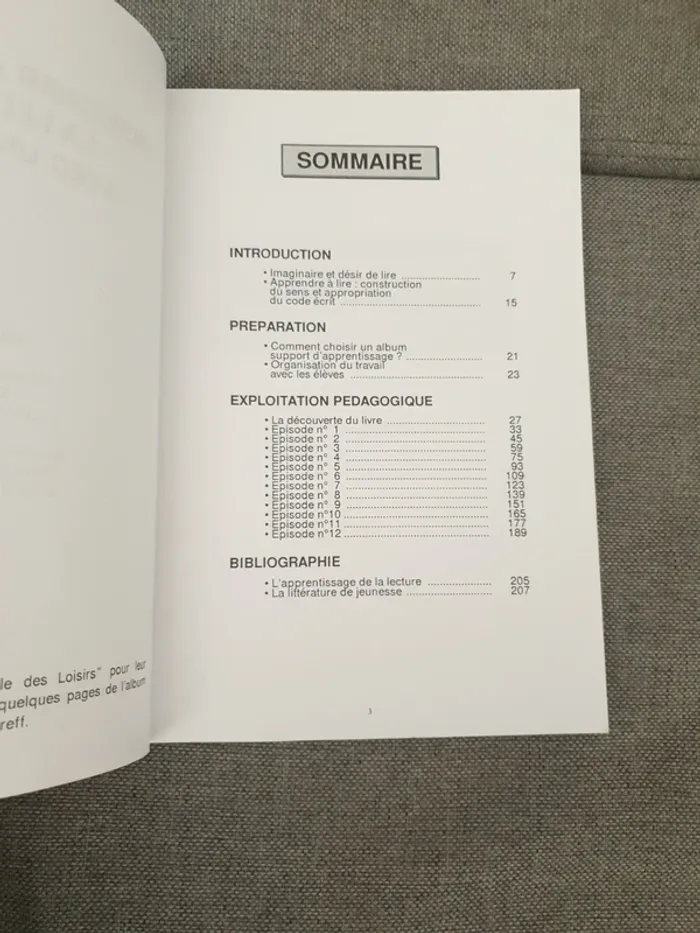 le des Loisirs" pour leur
quelques pages de l'album
reff.
SOMMAIRE
INTRODUCTION
• Imaginaire et désir de lire ........................ 7
• Apprendre à lire : construction
du sens et appropriation
du code écrit ........................................ 15
PREPARATION
• Comment choisir un album
support d'apprentissage ? ...................... 21
• Organisation du travail
avec les élèves ...................................... 23
EXPLOITATION PEDAGOGIQUE
• La découverte du livre ............................ 27
• Episode n° 1 ........................................ 33
• Episode n° 2 ........................................ 45
• Episode n° 3 ........................................ 59
• Episode n° 4 ........................................ 75
• Episode n° 5 ........................................ 93
• Episode n° 6 ........................................ 109
• Episode n° 7 ........................................ 123
• Episode n° 8 ........................................ 139
• Episode n° 9 ........................................ 151
• Episode n°10 ........................................ 165
• Episode n°11 ........................................ 177
• Episode n°12 ........................................ 189
BIBLIOGRAPHIE
• L'apprentissage de la lecture .................. 205
• La littérature de jeunesse ........................ 207
3